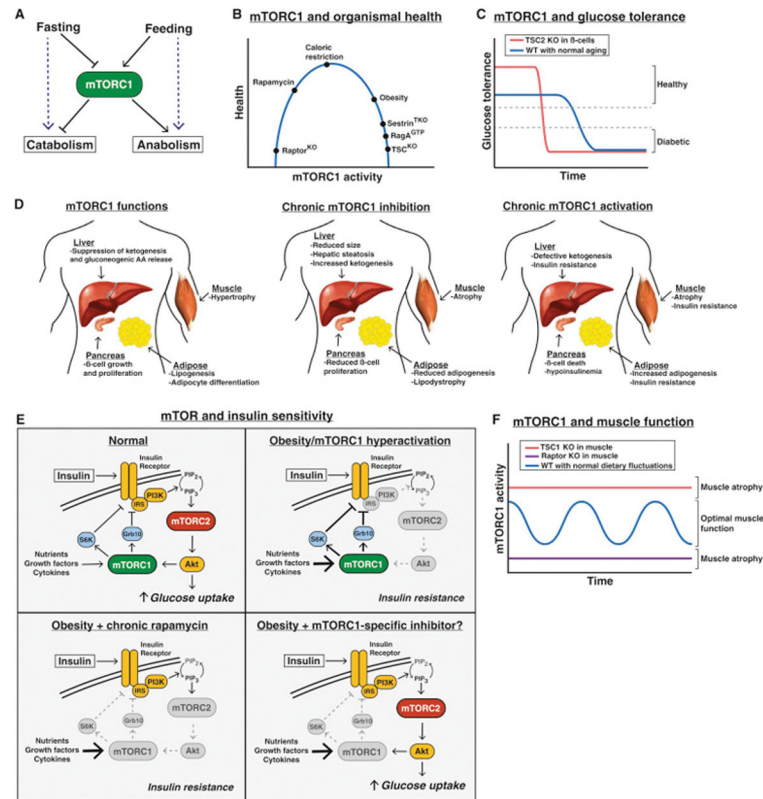 A
Fasting
Feeding
mTORC1
Catabolism
Anabolism
B
mTORC1 and organismal health
Health
Caloric
restriction
Rapamycin
Obesity
SestrinTKO
RagAGTP
TSCKO
RaptorKO
mTORC1 activity
C
mTORC1 and glucose tolerance
TSC2 KO in ß-cells
WT with normal aging
Glucose tolerance
Healthy
Diabetic
Time
D
mTORC1 functions
Liver
-Suppression of ketogenesis
and gluconeogenic AA release
Muscle
-Hypertrophy
Pancreas
-ß-cell growth
and proliferation
Adipose
-Lipogenesis
-Adipocyte differentiation
Chronic mTORC1 inhibition
Liver
-Reduced size
-Hepatic steatosis
-Increased ketogenesis
Muscle
-Atrophy
Pancreas
-Reduced ß-cell
proliferation
Adipose
-Reduced adipogenesis
-Lipodystrophy
Chronic mTORC1 activation
Liver
-Defective ketogenesis
-Insulin resistance
Muscle
-Atrophy
-Insulin resistance
Pancreas
-ß-cell death
-hypoinsulinemia
Adipose
-Increased adipogenesis
-Insulin resistance
E
mTOR and insulin sensitivity
Normal
Insulin
Insulin
Receptor
IRS
PI3K
PIP2
PIP3
mTORC2
S6K
Grb10
Nutrients
Growth factors
Cytokines
mTORC1
Akt
↑ Glucose uptake
Obesity/mTORC1 hyperactivation
Insulin
Insulin
Receptor
IRS
PI3K
PIP2
PIP3
mTORC2
S6K
Grb10
Nutrients
Growth factors
Cytokines
mTORC1
Akt
Insulin resistance
Obesity + chronic rapamycin
Insulin
Insulin
Receptor
IRS
PI3K
PIP2
PIP3
mTORC2
S6K
Grb10
Nutrients
Growth factors
Cytokines
mTORC1
Akt
Insulin resistance
Obesity + mTORC1-specific inhibitor?
Insulin
Insulin
Receptor
IRS
PI3K
PIP2
PIP3
mTORC2
S6K
Grb10
Nutrients
Growth factors
Cytokines
mTORC1
Akt
↑ Glucose uptake
F
mTORC1 and muscle function
TSC1 KO in muscle
Raptor KO in muscle
WT with normal dietary fluctuations
mTORC1 activity
Muscle atrophy
Optimal muscle
function
Muscle atrophy
Time